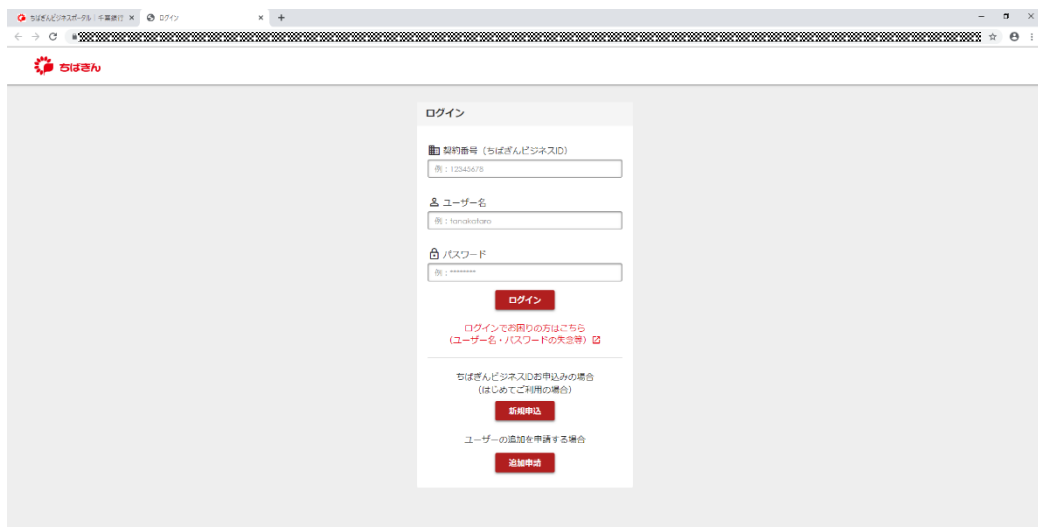 ちばぎんビジネスポータル｜千葉銀行
ログイン
ちばぎん
ログイン
契約番号（ちばぎんビジネスID）
例：12345678
ユーザー名
例：tanakataro
パスワード
例：********
ログイン
ログインでお困りの方はこちら
（ユーザー名・パスワードの失念等）
ちばぎんビジネスIDお申込みの場合
（はじめてご利用の場合）
新規申込
ユーザーの追加を申請する場合
追加申請